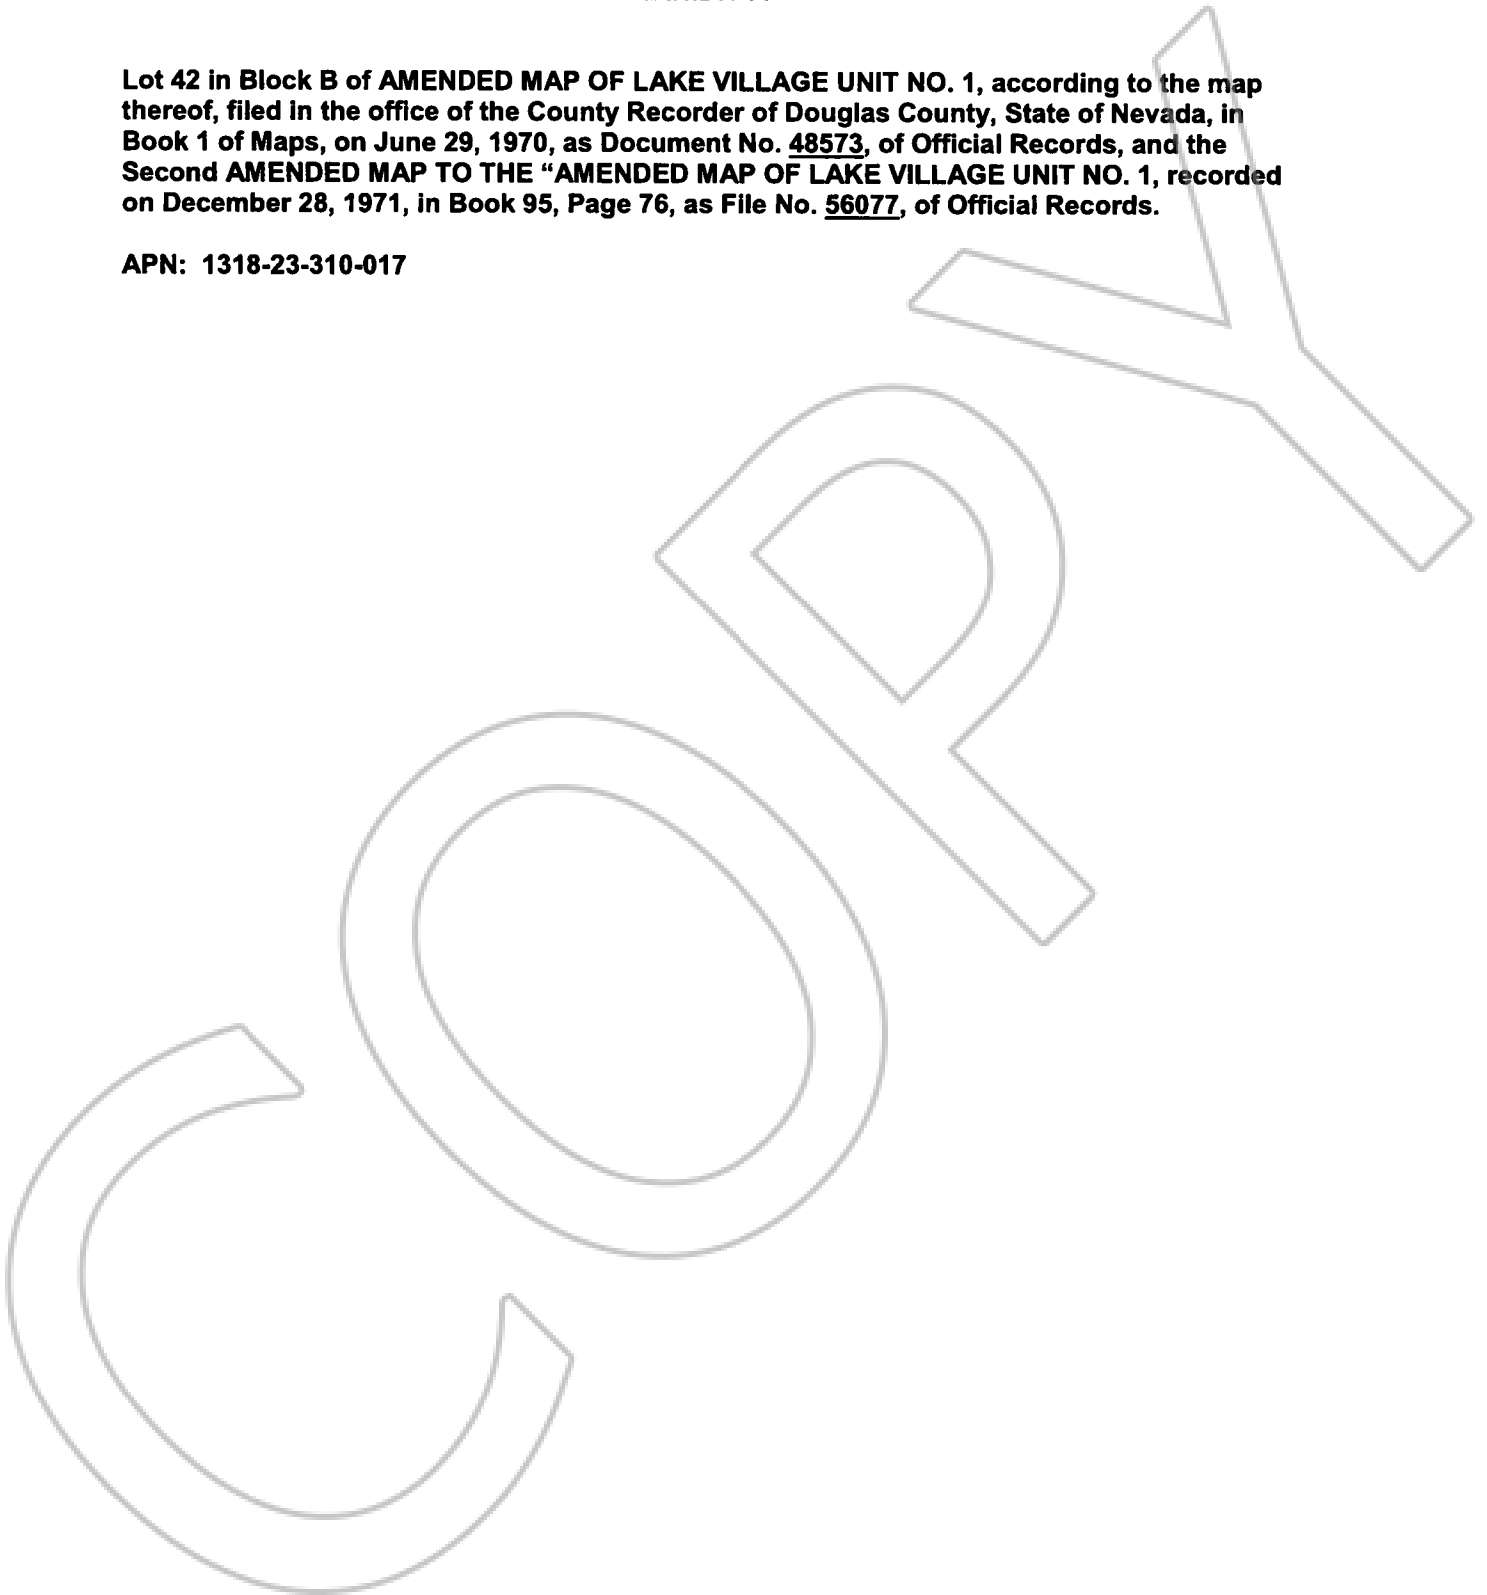 Lot 42 in Block B of AMENDED MAP OF LAKE VILLAGE UNIT NO. 1, according to the map
thereof, filed in the office of the County Recorder of Douglas County, State of Nevada, in
Book 1 of Maps, on June 29, 1970, as Document No. 48573, of Official Records, and the
Second AMENDED MAP TO THE “AMENDED MAP OF LAKE VILLAGE UNIT NO. 1, recorded
on December 28, 1971, in Book 95, Page 76, as File No. 56077, of Official Records.
APN: 1318-23-310-017
COPY